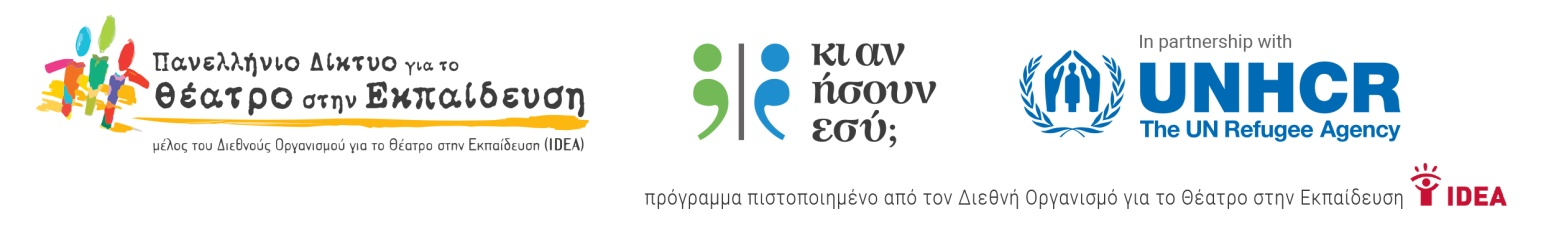 Πανελλήνιο Δίκτυο για το
Θέατρο στην Εκπαίδευση
μέλος του Διεθνούς Οργανισμού για το Θέατρο στην Εκπαίδευση (IDEA)
κι αν
ήσουν
εσύ;
In partnership with
UNHCR
The UN Refugee Agency
πρόγραμμα πιστοποιημένο από τον Διεθνή Οργανισμό για το Θέατρο στην Εκπαίδευση IDEA